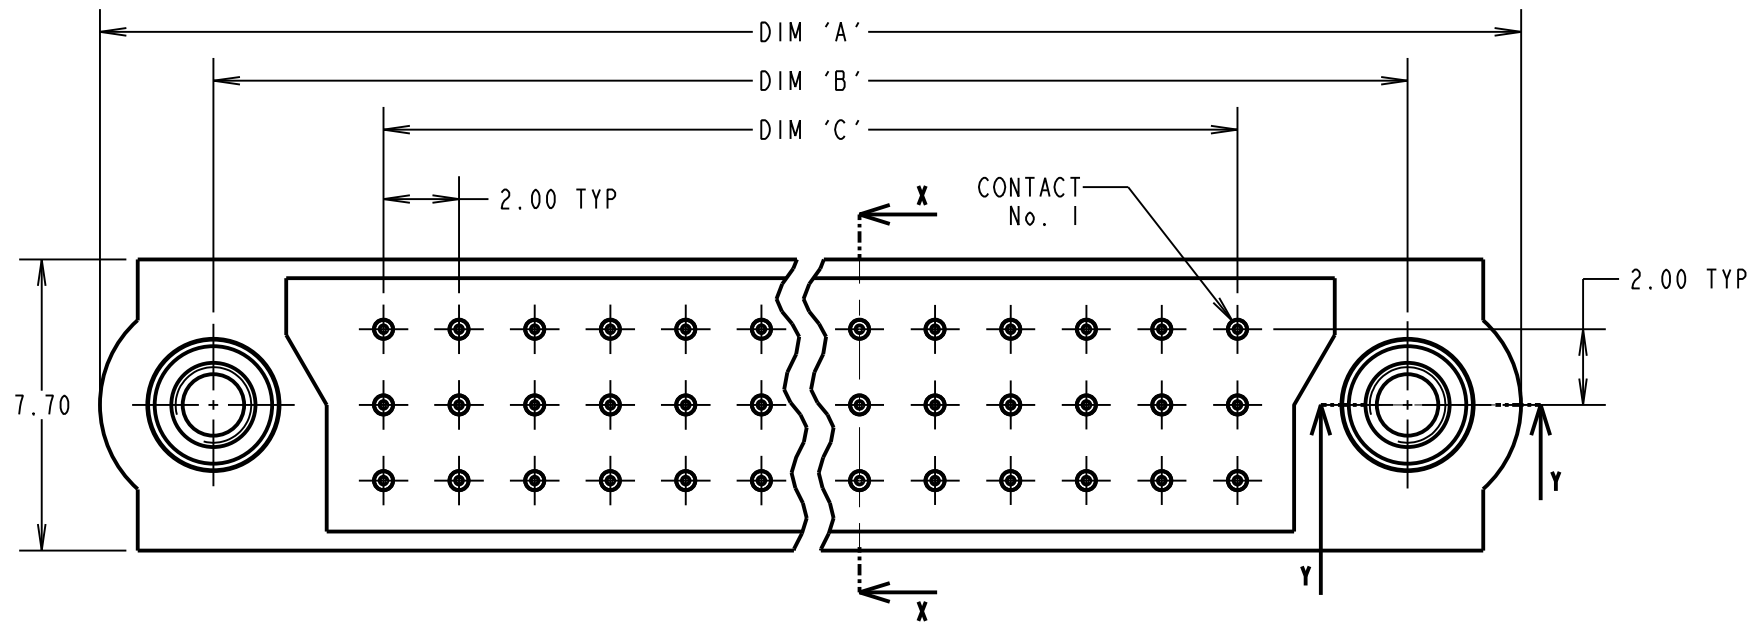 DIM 'A'
DIM 'B'
DIM 'C'
2.00 TYP
X
CONTACT
No. 1
2.00 TYP
7.70
Y
Y
X